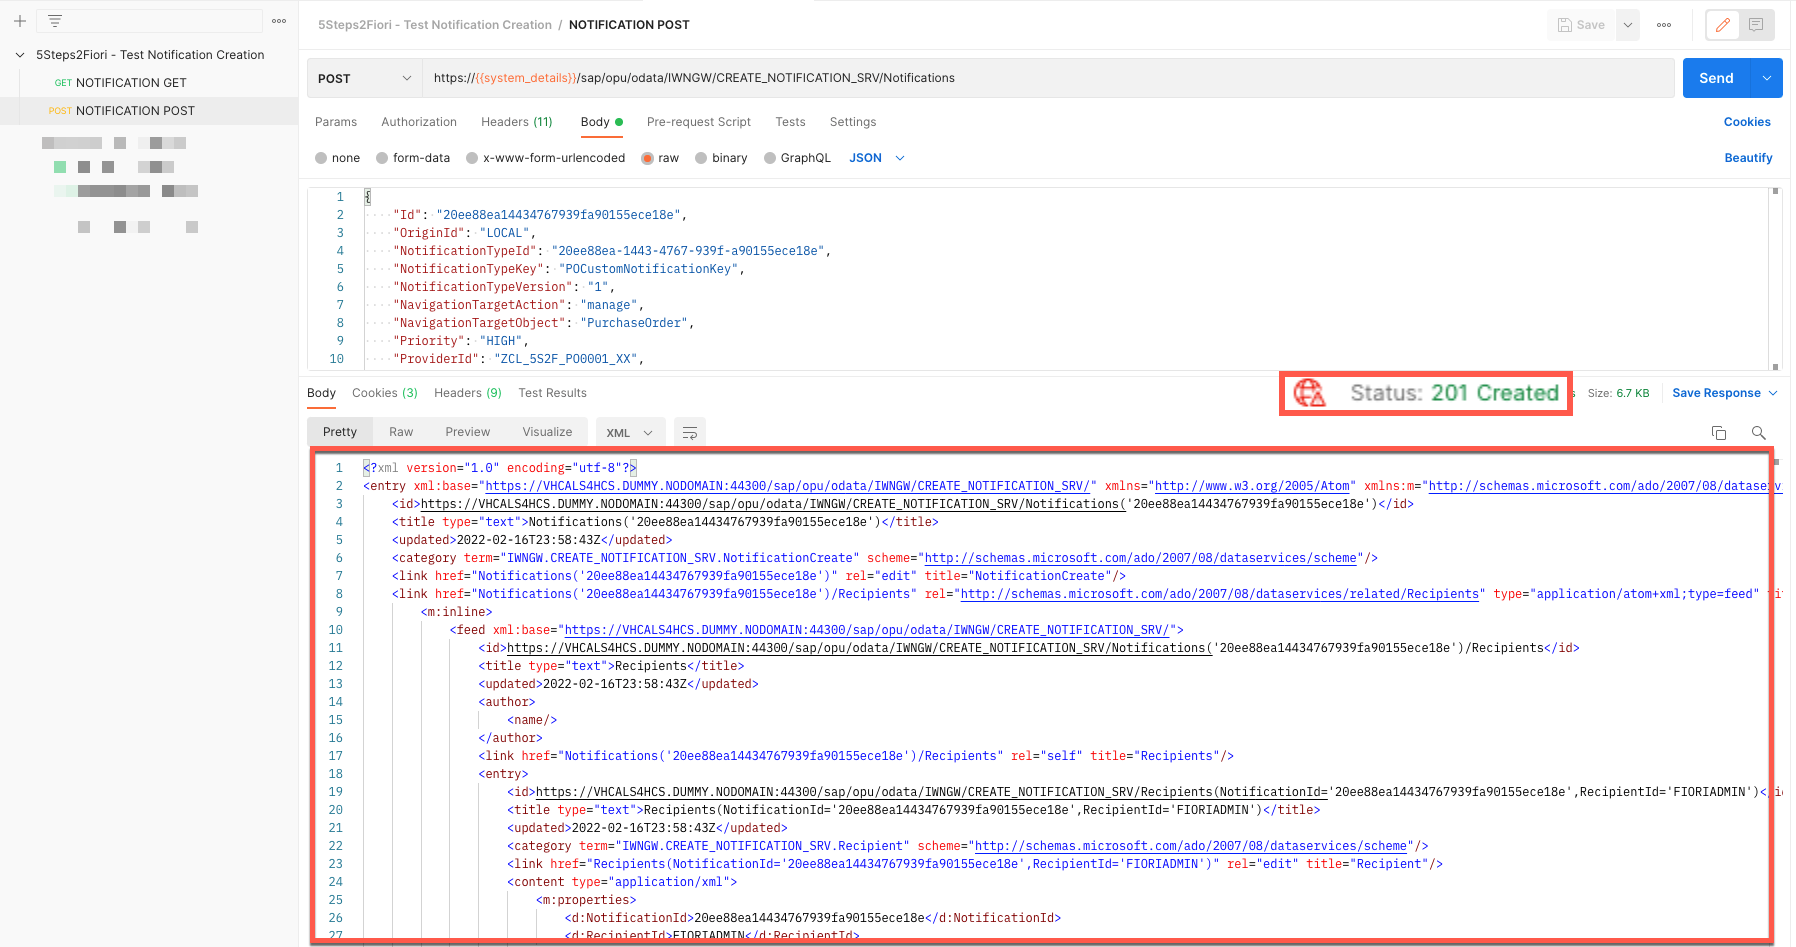 5Steps2Fiori - Test Notification Creation / NOTIFICATION POST
Save
5Steps2Fiori - Test Notification Creation
GET NOTIFICATION GET
POST NOTIFICATION POST
POST
https://{{system_details}}/sap/opu/odata/IWNGW/CREATE_NOTIFICATION_SRV/Notifications
Send
Params Authorization Headers (11) Body Pre-request Script Tests Settings Cookies
none form-data x-www-form-urlencoded raw binary GraphQL JSON Beautify
1 {
2 "Id": "20ee88ea14434767939fa90155ece18e",
3 "OriginId": "LOCAL",
4 "NotificationTypeId": "20ee88ea-1443-4767-939f-a90155ece18e",
5 "NotificationTypeKey": "POCustomNotificationKey",
6 "NotificationTypeVersion": "1",
7 "NavigationTargetAction": "manage",
8 "NavigationTargetObject": "PurchaseOrder",
9 "Priority": "HIGH",
10 "ProviderId": "ZCL_5S2F_PO0001_XX",
Body Cookies (3) Headers (9) Test Results Status: 201 Created s Size: 6.7 KB Save Response
Pretty Raw Preview Visualize XML
1 <?xml version="1.0" encoding="utf-8"?>
2 <entry xml:base="https://VHCALS4HCS.DUMMY.NODOMAIN:44300/sap/opu/odata/IWNGW/CREATE_NOTIFICATION_SRV/" xmlns="http://www.w3.org/2005/Atom" xmlns:m="http://schemas.microsoft.com/ado/2007/08/dataserv
3 <id>https://VHCALS4HCS.DUMMY.NODOMAIN:44300/sap/opu/odata/IWNGW/CREATE_NOTIFICATION_SRV/Notifications('20ee88ea14434767939fa90155ece18e')</id>
4 <title type="text">Notifications('20ee88ea14434767939fa90155ece18e')</title>
5 <updated>2022-02-16T23:58:43Z</updated>
6 <category term="IWNGW.CREATE_NOTIFICATION_SRV.NotificationCreate" scheme="http://schemas.microsoft.com/ado/2007/08/dataservices/scheme"/>
7 <link href="Notifications('20ee88ea14434767939fa90155ece18e')" rel="edit" title="NotificationCreate"/>
8 <link href="Notifications('20ee88ea14434767939fa90155ece18e')/Recipients" rel="http://schemas.microsoft.com/ado/2007/08/dataservices/related/Recipients" type="application/atom+xml;type=feed" tit
9 <m:inline>
10 <feed xml:base="https://VHCALS4HCS.DUMMY.NODOMAIN:44300/sap/opu/odata/IWNGW/CREATE_NOTIFICATION_SRV/">
11 <id>https://VHCALS4HCS.DUMMY.NODOMAIN:44300/sap/opu/odata/IWNGW/CREATE_NOTIFICATION_SRV/Notifications('20ee88ea14434767939fa90155ece18e')/Recipients</id>
12 <title type="text">Recipients</title>
13 <updated>2022-02-16T23:58:43Z</updated>
14 <author>
15 <name/>
16 </author>
17 <link href="Notifications('20ee88ea14434767939fa90155ece18e')/Recipients" rel="self" title="Recipients"/>
18 <entry>
19 <id>https://VHCALS4HCS.DUMMY.NODOMAIN:44300/sap/opu/odata/IWNGW/CREATE_NOTIFICATION_SRV/Recipients(NotificationId='20ee88ea14434767939fa90155ece18e',RecipientId='FIORIADMIN')</id
20 <title type="text">Recipients(NotificationId='20ee88ea14434767939fa90155ece18e',RecipientId='FIORIADMIN')</title>
21 <updated>2022-02-16T23:58:43Z</updated>
22 <category term="IWNGW.CREATE_NOTIFICATION_SRV.Recipient" scheme="http://schemas.microsoft.com/ado/2007/08/dataservices/scheme"/>
23 <link href="Recipients(NotificationId='20ee88ea14434767939fa90155ece18e',RecipientId='FIORIADMIN')" rel="edit" title="Recipient"/>
24 <content type="application/xml">
25 <m:properties>
26 <d:NotificationId>20ee88ea14434767939fa90155ece18e</d:NotificationId>
27 <d:RecipientId>FIORIADMIN</d:RecipientId>